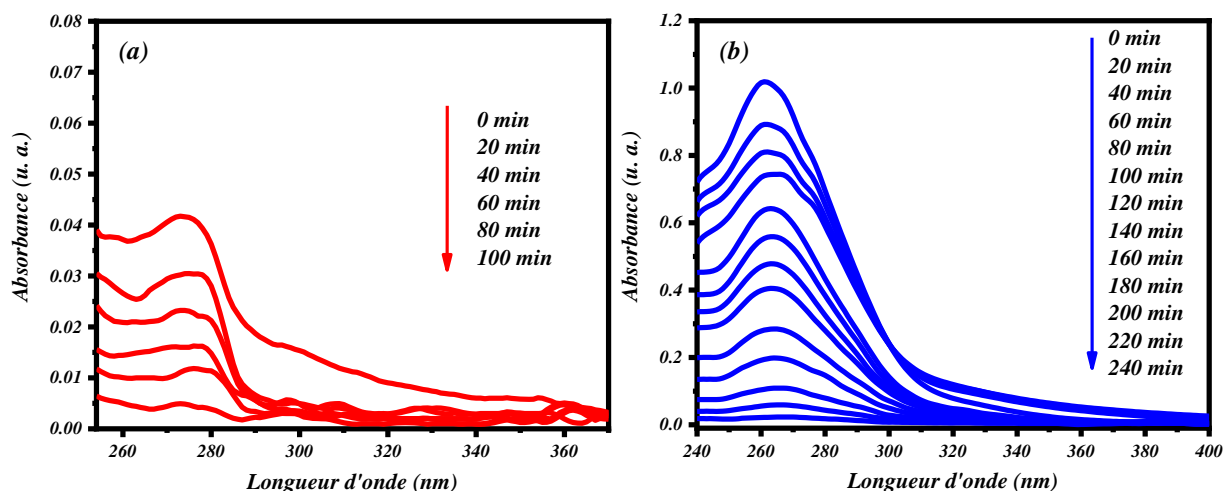 (a)
0.08
0.07
0.06
0.05
0.04
0.03
0.02
0.01
0.00
Absorbance (u. a.)
0 min
20 min
40 min
60 min
80 min
100 min
260 280 300 320 340 360
Longueur d'onde (nm)
(b)
1.2
1.0
0.8
0.6
0.4
0.2
0.0
Absorbance (u. a.)
0 min
20 min
40 min
60 min
80 min
100 min
120 min
140 min
160 min
180 min
200 min
220 min
240 min
240 260 280 300 320 340 360 380 400
Longueur d'onde (nm)